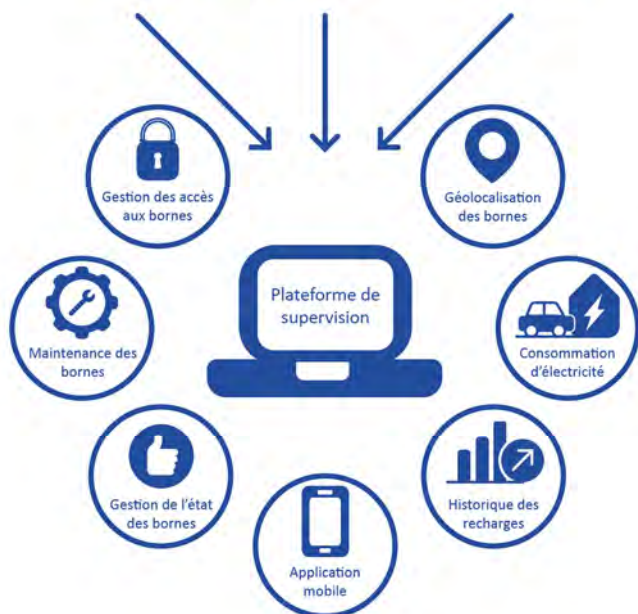 Gestion des accès
aux bornes
Géolocalisation
des bornes
Plateforme de
supervision
Maintenance des
bornes
Consommation
d'électricité
Gestion de l'état
des bornes
Historique des
recharges
Application
mobile